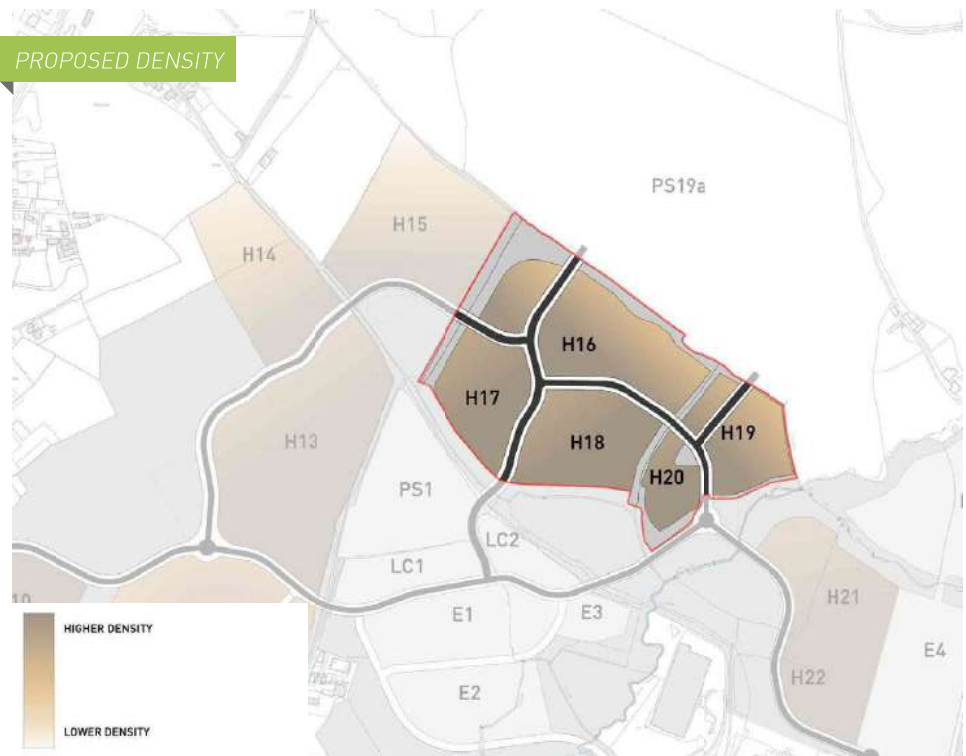 PROPOSED DENSITY
PS19a
H15
H14
H16
H17
H19
H13
H18
H20
PS1
LC2
LC1
10
H21
E1
E3
E4
H22
E2
HIGHER DENSITY
LOWER DENSITY